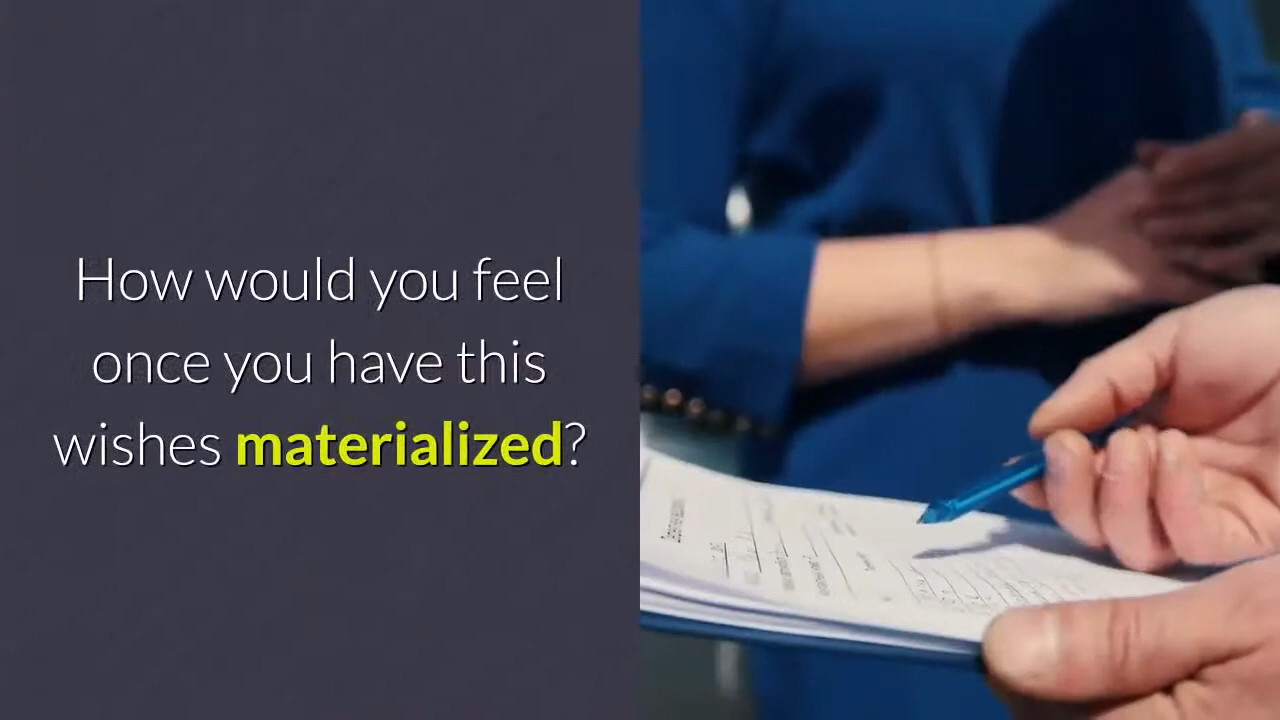 How would you feel
once you have this
wishes materialized?